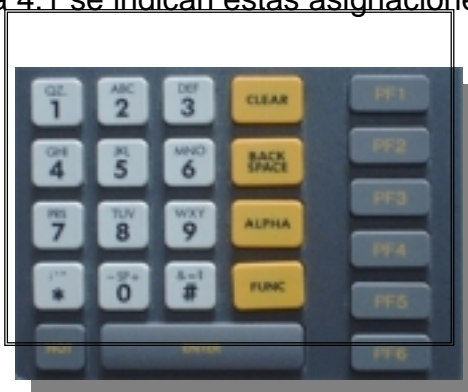 a 4.1 se indican estas asignacione
QZ. ABC DEF
1 2 3 CLEAR PF1
GHI JKL MNO
4 5 6 BACK SPACE PF2
PRS TUV WXY
7 8 9 ALPHA PF3
PF4
- SP +
* 0 # FUNC PF5
ENTER PF6